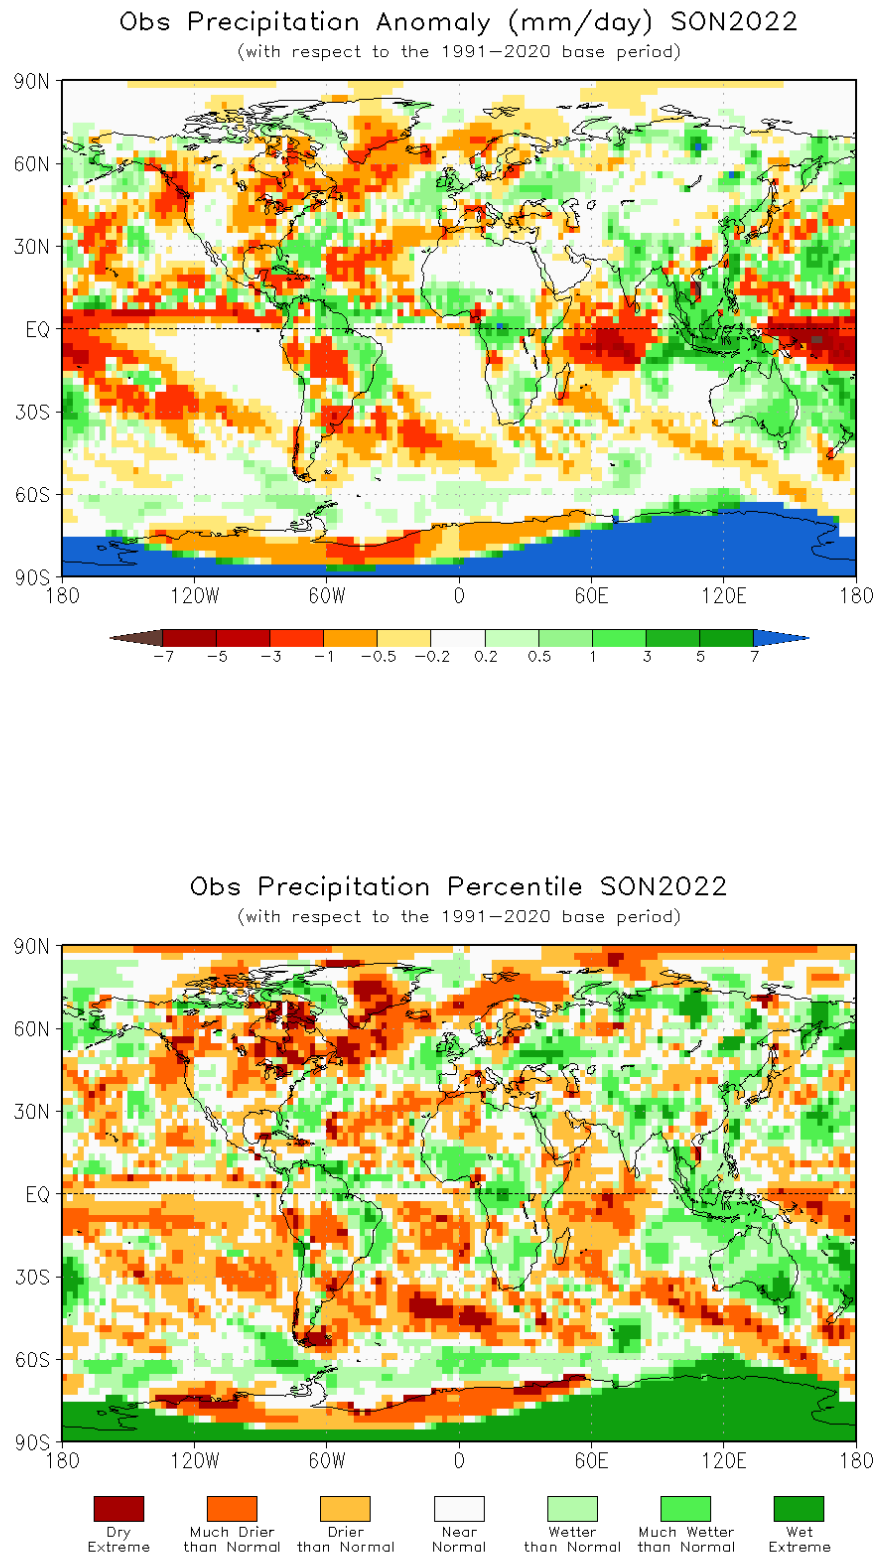 Obs Precipitation Anomaly (mm/day) SON2022
(with respect to the 1991−2020 base period)
90N
60N
30N
EQ
30S
60S
90S
180 120W 60W 0 60E 120E 180
−7 −5 −3 −1 −0.5 −0.2 0.2 0.5 1 3 5 7
Obs Precipitation Percentile SON2022
(with respect to the 1991−2020 base period)
90N
60N
30N
EQ
30S
60S
90S
180 120W 60W 0 60E 120E 180
Dry Much Drier Drier Near Wetter Much Wetter Wet
Extreme than Normal than Normal Normal than Normal than Normal Extreme